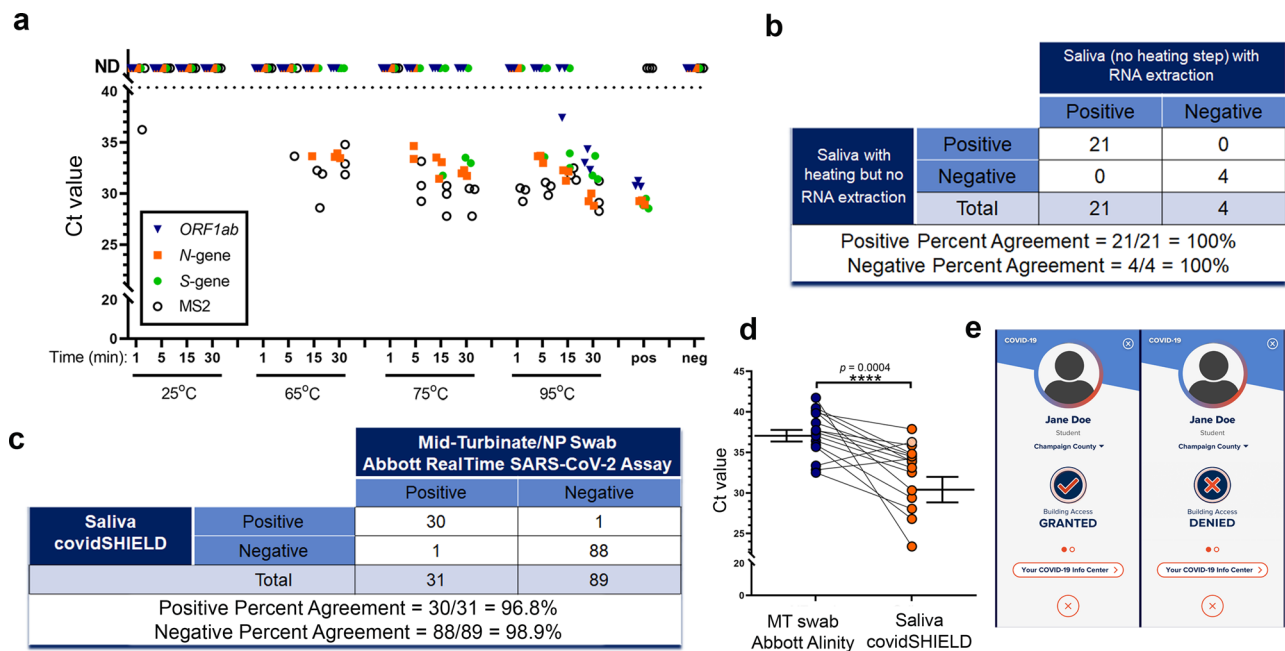 a
ND
40
35
30
25
20
0
Ct value
ORF1ab
N-gene
S-gene
MS2
Time (min): 1 5 15 30 1 5 15 30 1 5 15 30 1 5 15 30 pos neg
25°C 65°C 75°C 95°C
b
Saliva (no heating step) with
RNA extraction
Positive Negative
Saliva with
heating but no
RNA extraction
Positive 21 0
Negative 0 4
Total 21 4
Positive Percent Agreement = 21/21 = 100%
Negative Percent Agreement = 4/4 = 100%
c
Mid-Turbinate/NP Swab
Abbott RealTime SARS-CoV-2 Assay
Positive Negative
Saliva
covidSHIELD
Positive 30 1
Negative 1 88
Total 31 89
Positive Percent Agreement = 30/31 = 96.8%
Negative Percent Agreement = 88/89 = 98.9%
d
p = 0.0004
****
45
40
35
30
25
20
0
Ct value
MT swab
Abbott Alinity
Saliva
covidSHIELD
e
COVID-19
Jane Doe
Student
Champaign County
Building Access
GRANTED
Your COVID-19 Info Center
COVID-19
Jane Doe
Student
Champaign County
Building Access
DENIED
Your COVID-19 Info Center